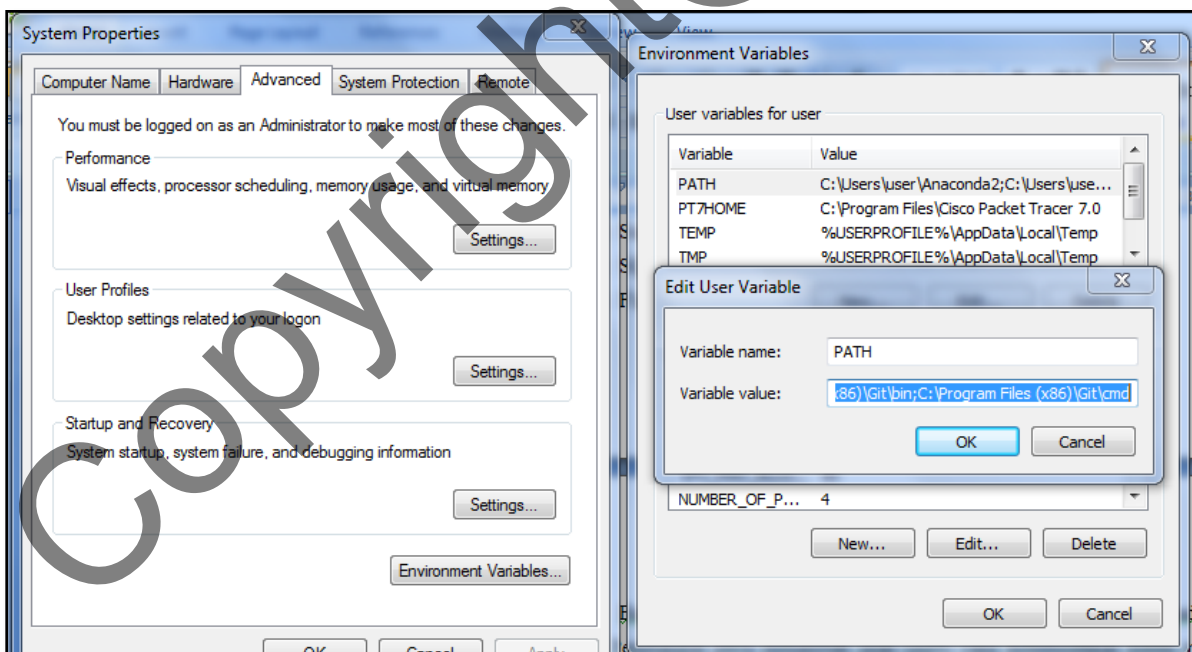 System Properties
Computer Name Hardware Advanced System Protection Remote
You must be logged on as an Administrator to make most of these changes.
Performance
Visual effects, processor scheduling, memory usage, and virtual memory
Settings...
User Profiles
Desktop settings related to your logon
Settings...
Startup and Recovery
System startup, system failure, and debugging information
Settings...
Environment Variables...
OK Cancel Apply
View
Environment Variables
User variables for user
Variable Value
PATH C:\Users\user\Anaconda2;C:\Users\use...
PT7HOME C:\Program Files\Cisco Packet Tracer 7.0
TEMP %USERPROFILE%\AppData\Local\Temp
TMP %USERPROFILE%\AppData\Local\Temp
Edit User Variable
Variable name: PATH
Variable value: x86)\Git\bin;C:\Program Files (x86)\Git\cmd
OK Cancel
NUMBER_OF_P... 4
New... Edit... Delete
OK Cancel
Copyright